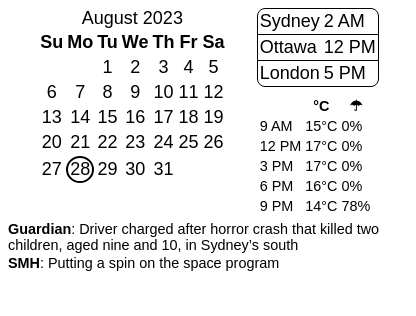 August 2023
Su Mo Tu We Th Fr Sa
1 2 3 4 5
6 7 8 9 10 11 12
13 14 15 16 17 18 19
20 21 22 23 24 25 26
27 28 29 30 31
Sydney 2 AM
Ottawa 12 PM
London 5 PM
°C ☂
9 AM 15°C 0%
12 PM 17°C 0%
3 PM 17°C 0%
6 PM 16°C 0%
9 PM 14°C 78%
Guardian: Driver charged after horror crash that killed two
children, aged nine and 10, in Sydney’s south
SMH: Putting a spin on the space program